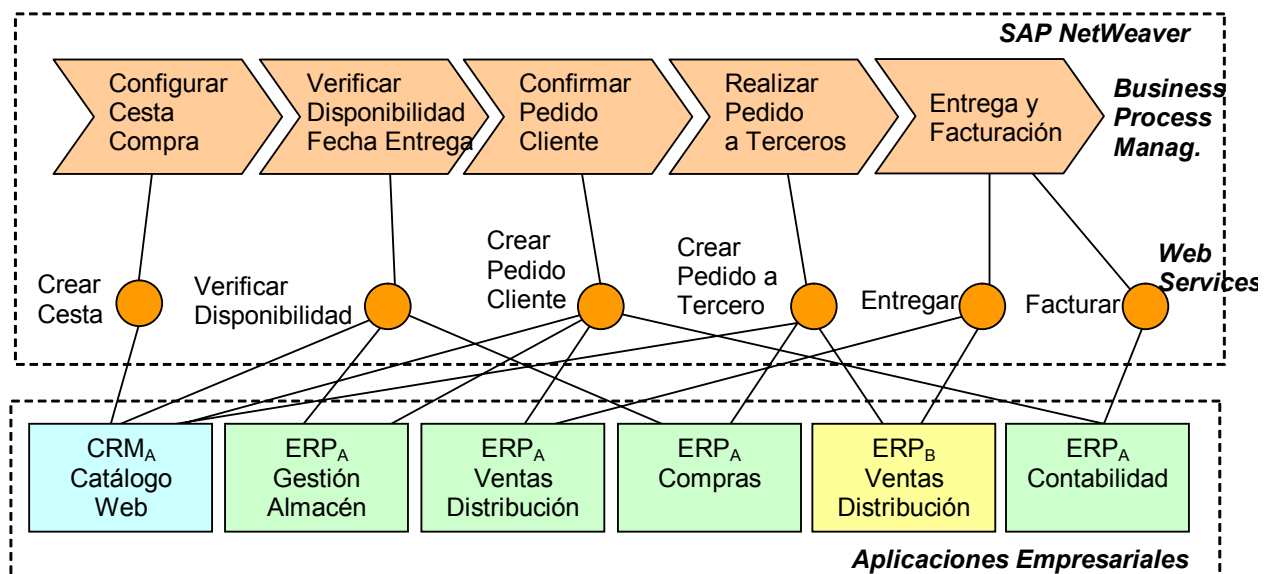 SAP NetWeaver
Configurar
Cesta
Compra
Verificar
Disponibilidad
Fecha Entrega
Confirmar
Pedido
Cliente
Realizar
Pedido
a Terceros
Entrega y
Facturación
Business
Process
Manag.
Crear
Cesta
Verificar
Disponibilidad
Crear
Pedido
Cliente
Crear
Pedido a
Tercero
Entregar
Facturar
Web
Services
CRMA
Catálogo
Web
ERPA
Gestión
Almacén
ERPA
Ventas
Distribución
ERPA
Compras
ERPB
Ventas
Distribución
ERPA
Contabilidad
Aplicaciones Empresariales